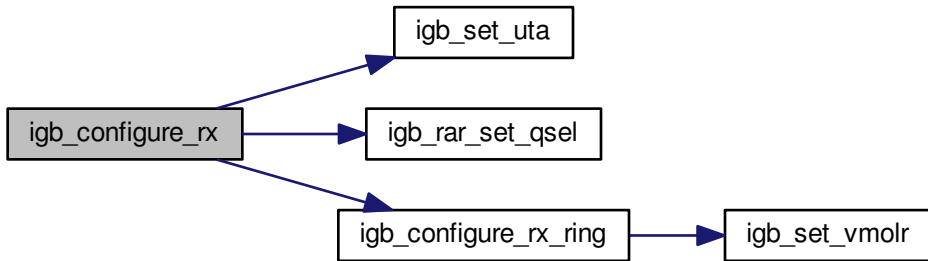 igb_set_uta
igb_configure_rx
igb_rar_set_qsel
igb_configure_rx_ring
igb_set_vmolr